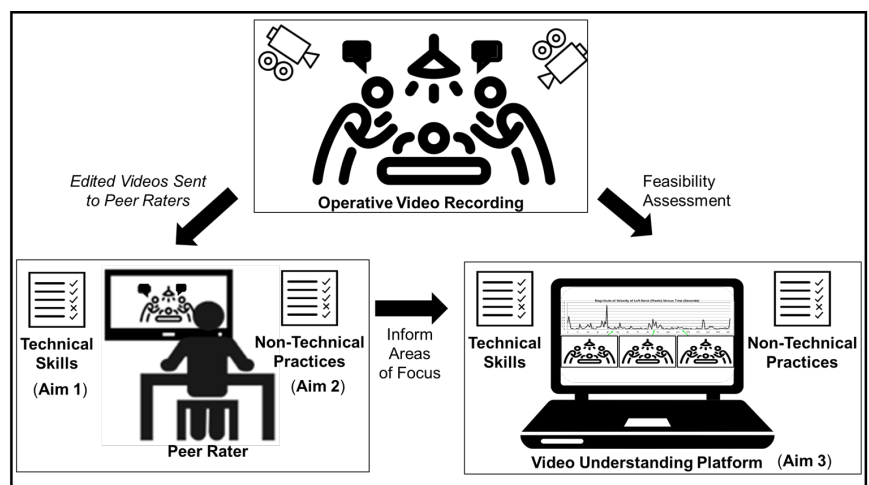 Operative Video Recording
Edited Videos Sent
to Peer Raters
Feasibility
Assessment
Technical
Skills
(Aim 1)
Non-Technical
Practices
(Aim 2)
Peer Rater
Inform
Areas
of Focus
Technical
Skills
Magnitude of Velocity of Left Hand (Pixels) Versus Time (Seconds)
Non-Technical
Practices
Video Understanding Platform (Aim 3)